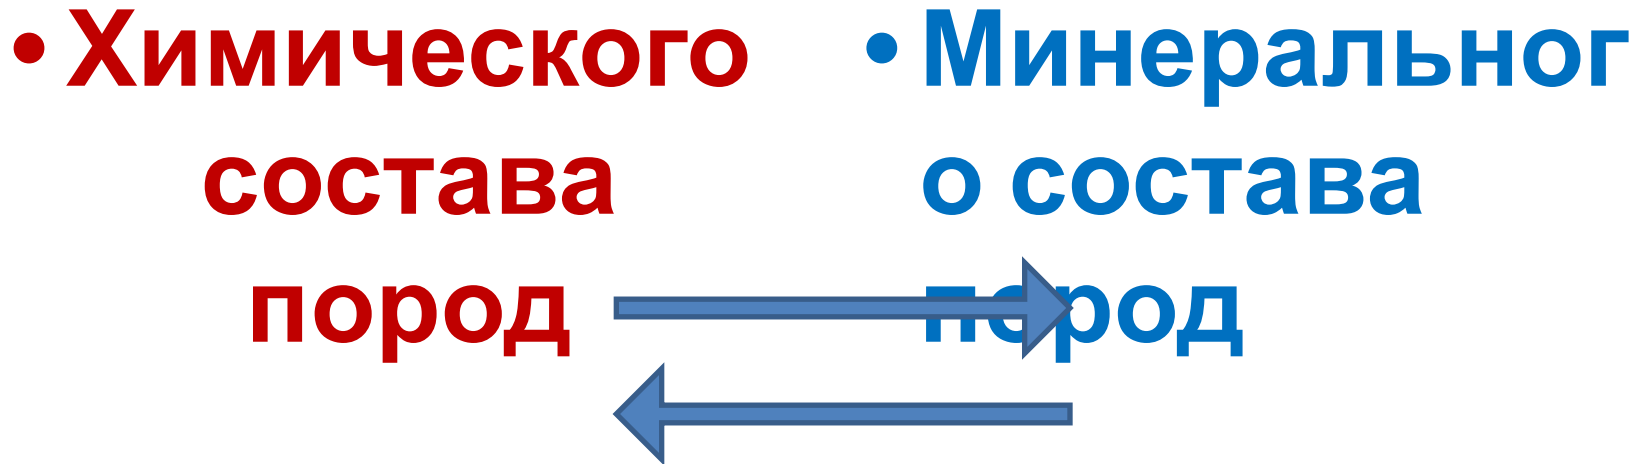 • Химического
состава
пород
• Минеральног
о состава
пород